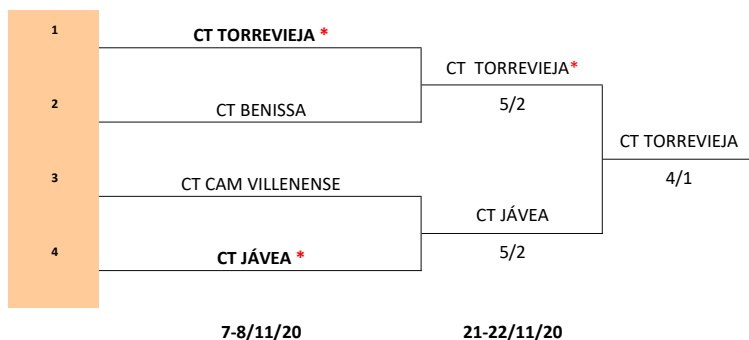 1
CT TORREVIEJA *
CT TORREVIEJA*
2
CT BENISSA
5/2
CT TORREVIEJA
3
CT CAM VILLENENSE
4/1
CT JÁVEA
4
CT JÁVEA *
5/2
7-8/11/20
21-22/11/20